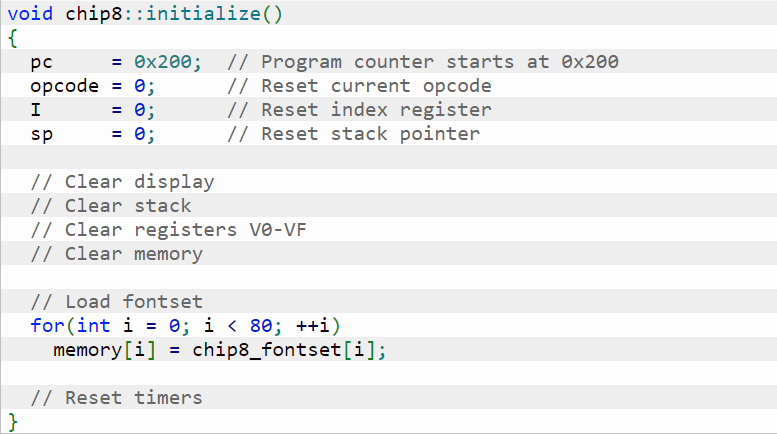 void chip8::initialize()
{
  pc     = 0x200;  // Program counter starts at 0x200
  opcode = 0;      // Reset current opcode
  I      = 0;      // Reset index register
  sp     = 0;      // Reset stack pointer

  // Clear display
  // Clear stack
  // Clear registers V0-VF
  // Clear memory

  // Load fontset
  for(int i = 0; i < 80; ++i)
    memory[i] = chip8_fontset[i];

  // Reset timers
}